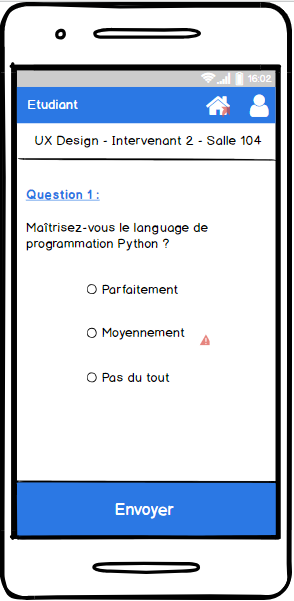 16:02
Etudiant
UX Design - Intervenant 2 - Salle 104
Question 1 :
Maîtrisez-vous le language de
programmation Python ?
Parfaitement
Moyennement
Pas du tout
Envoyer